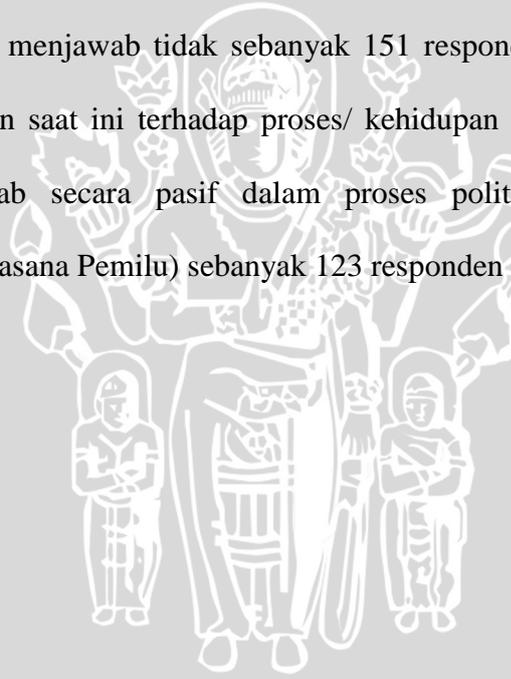 menjawab tidak sebanyak 151 respon
n saat ini terhadap proses/ kehidupan
ab secara pasif dalam proses polit
asana Pemilu) sebanyak 123 responden